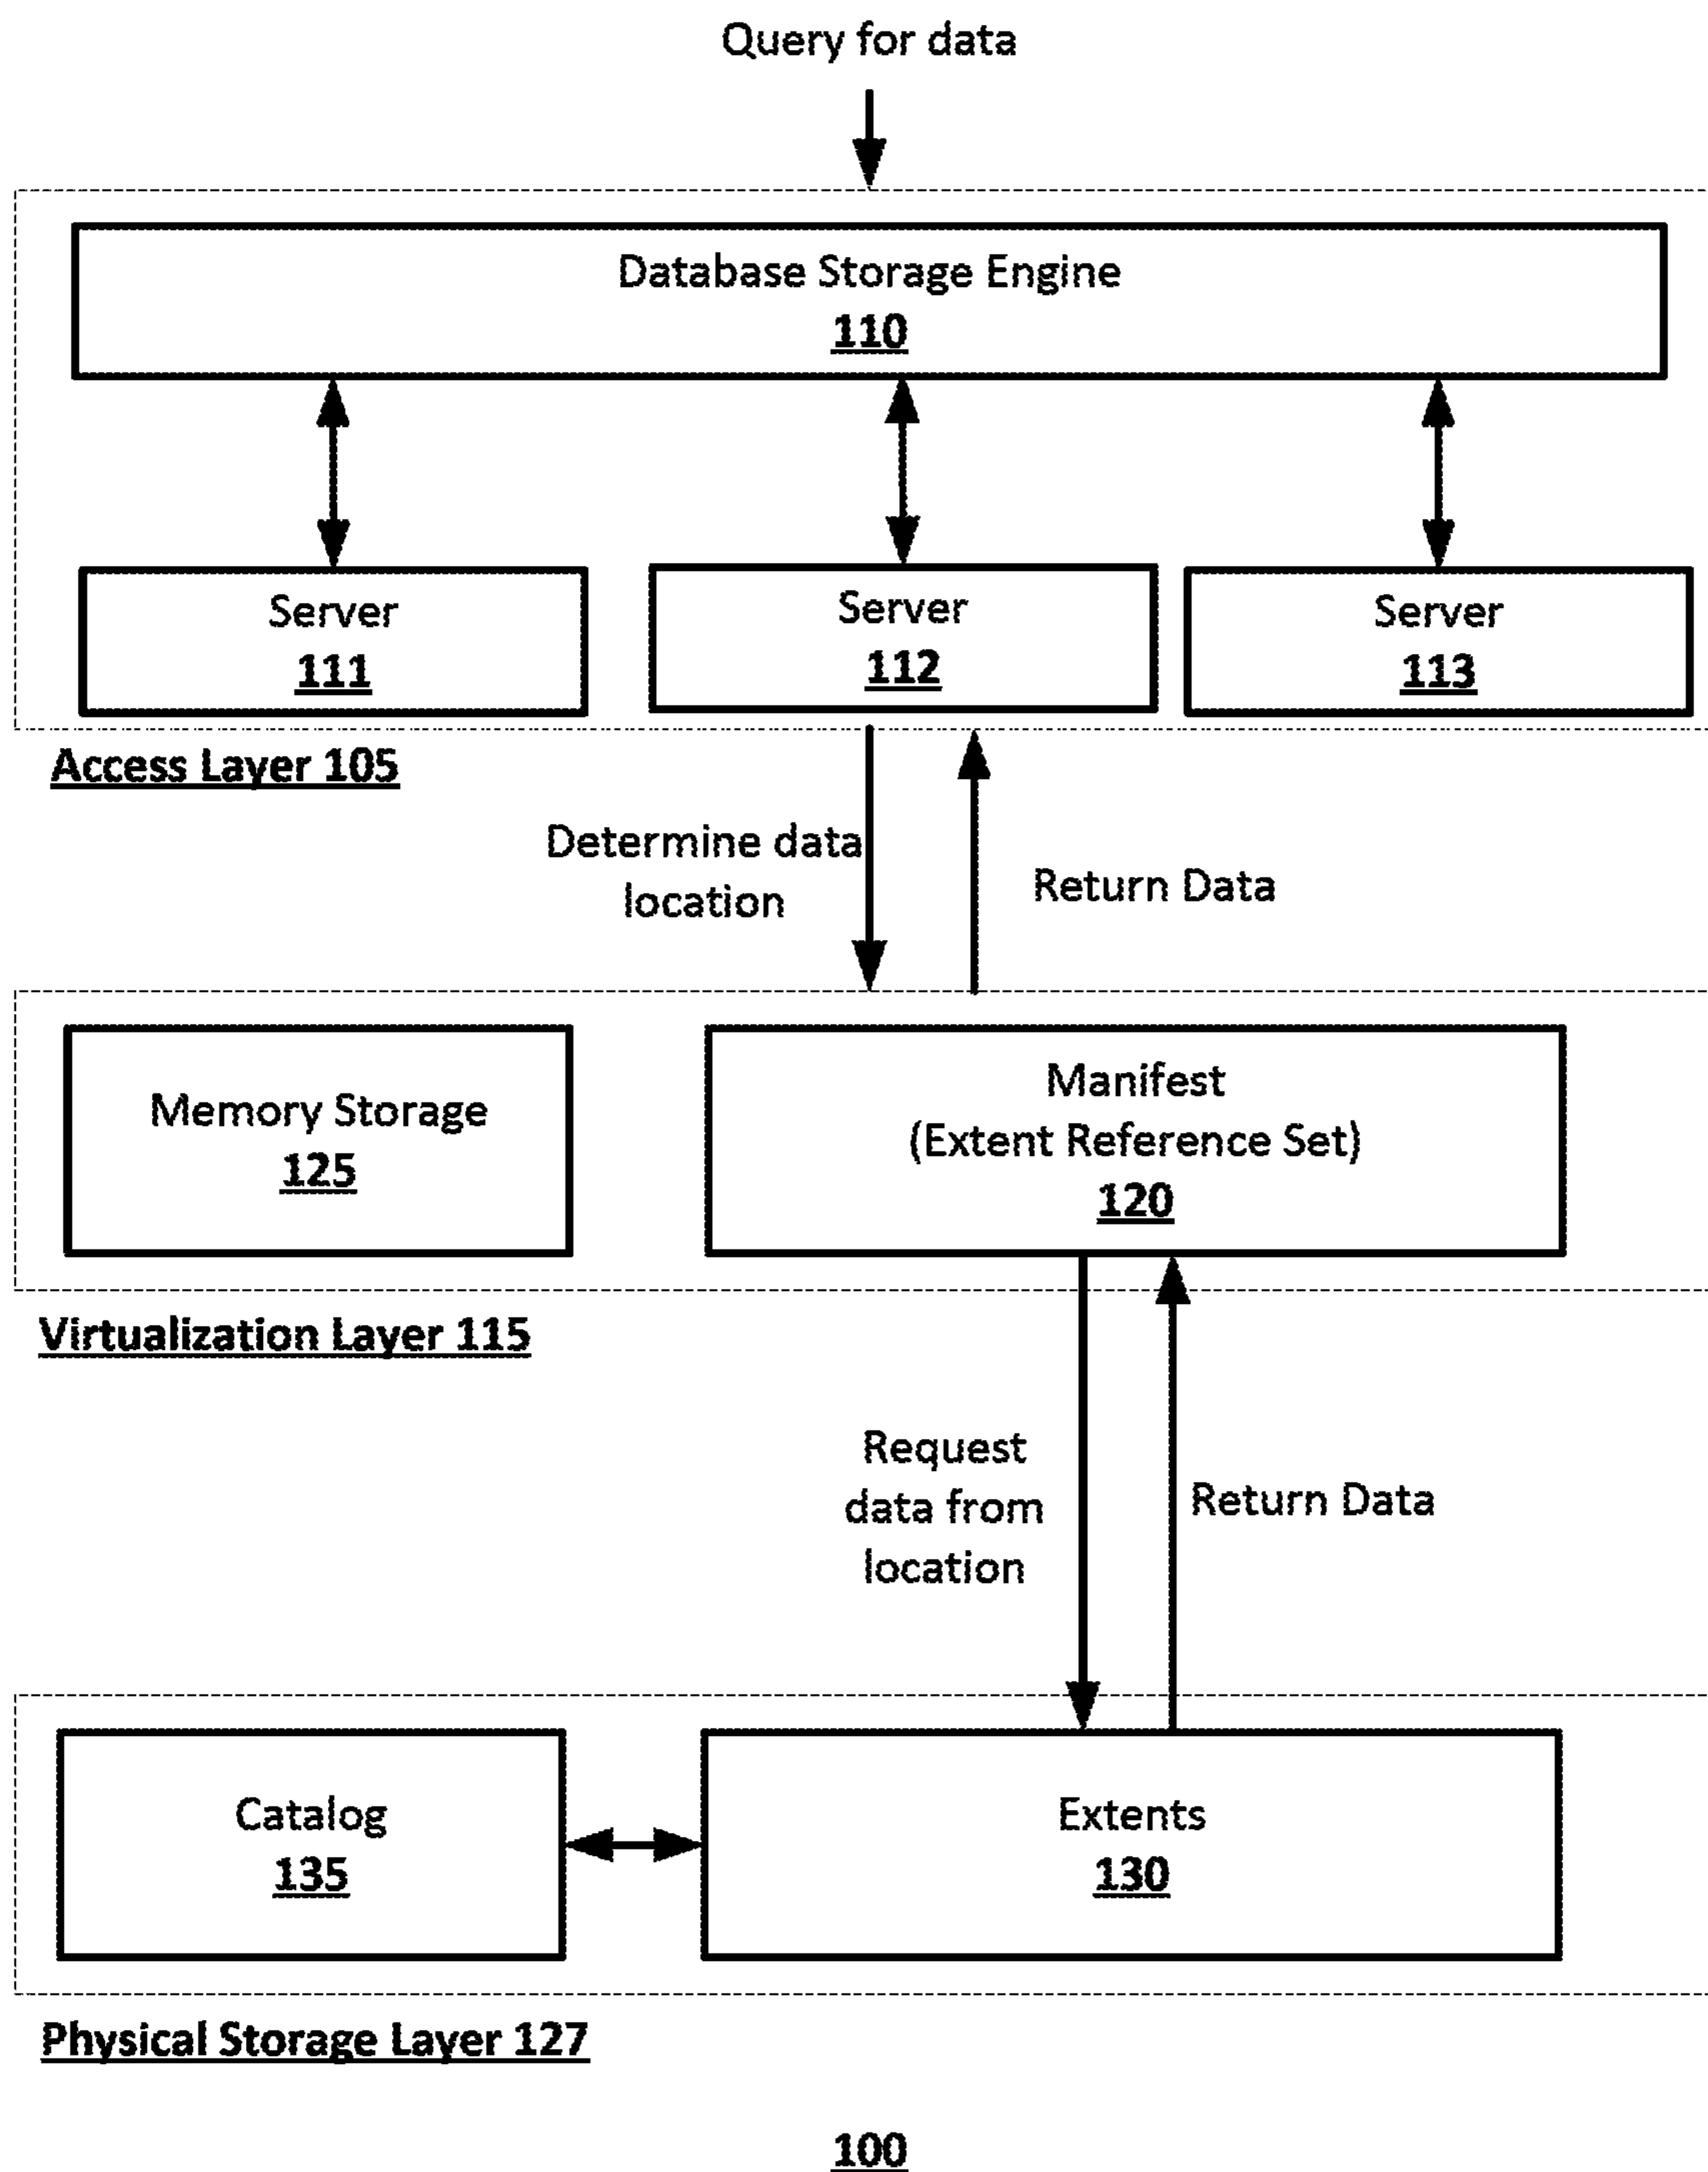 Query for data
Database Storage Engine
110
Server
111
Server
112
Server
113
Access Layer 105
Determine data
location
Return Data
Memory Storage
125
Manifest
(Extent Reference Set)
120
Virtualization Layer 115
Request
data from
location
Return Data
Catalog
135
Extents
130
Physical Storage Layer 127
100